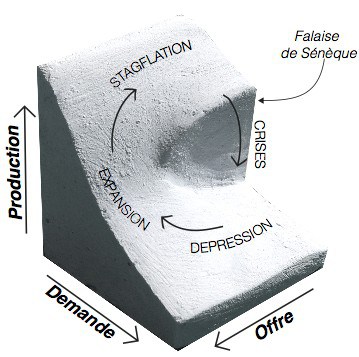 Falaise
de Sénèque
STAGFLATION
CRISES
EXPANSION
DEPRESSION
Production
Demande
Offre